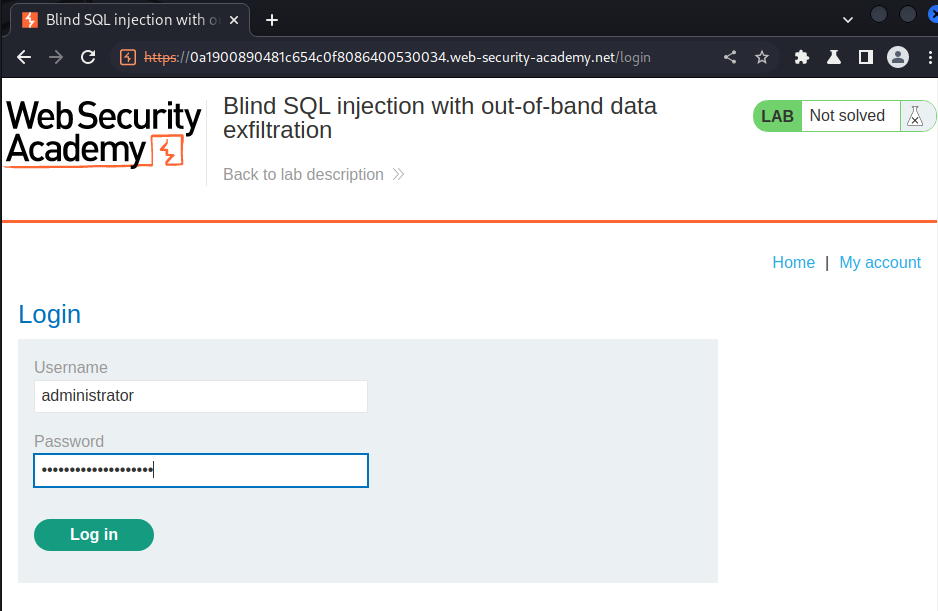 Blind SQL injection with o
https://0a1900890481c654c0f8086400530034.web-security-academy.net/login
Web Security
Academy
Blind SQL injection with out-of-band data
exfiltration
LAB Not solved
Back to lab description
Home | My account
Login
Username
administrator
Password
••••••••••••••••••••
Log in